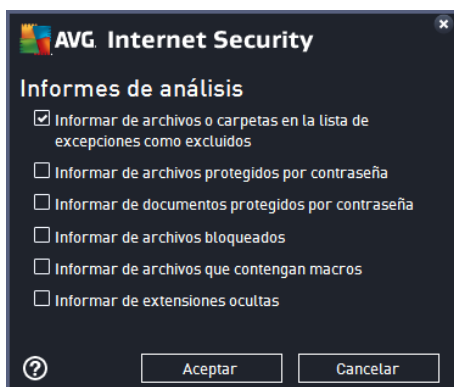 AVG. Internet Security
Informes de análisis
Informar de archivos o carpetas en la lista de
excepciones como excluidos
Informar de archivos protegidos por contraseña
Informar de documentos protegidos por contraseña
Informar de archivos bloqueados
Informar de archivos que contengan macros
Informar de extensiones ocultas
?
Aceptar
Cancelar